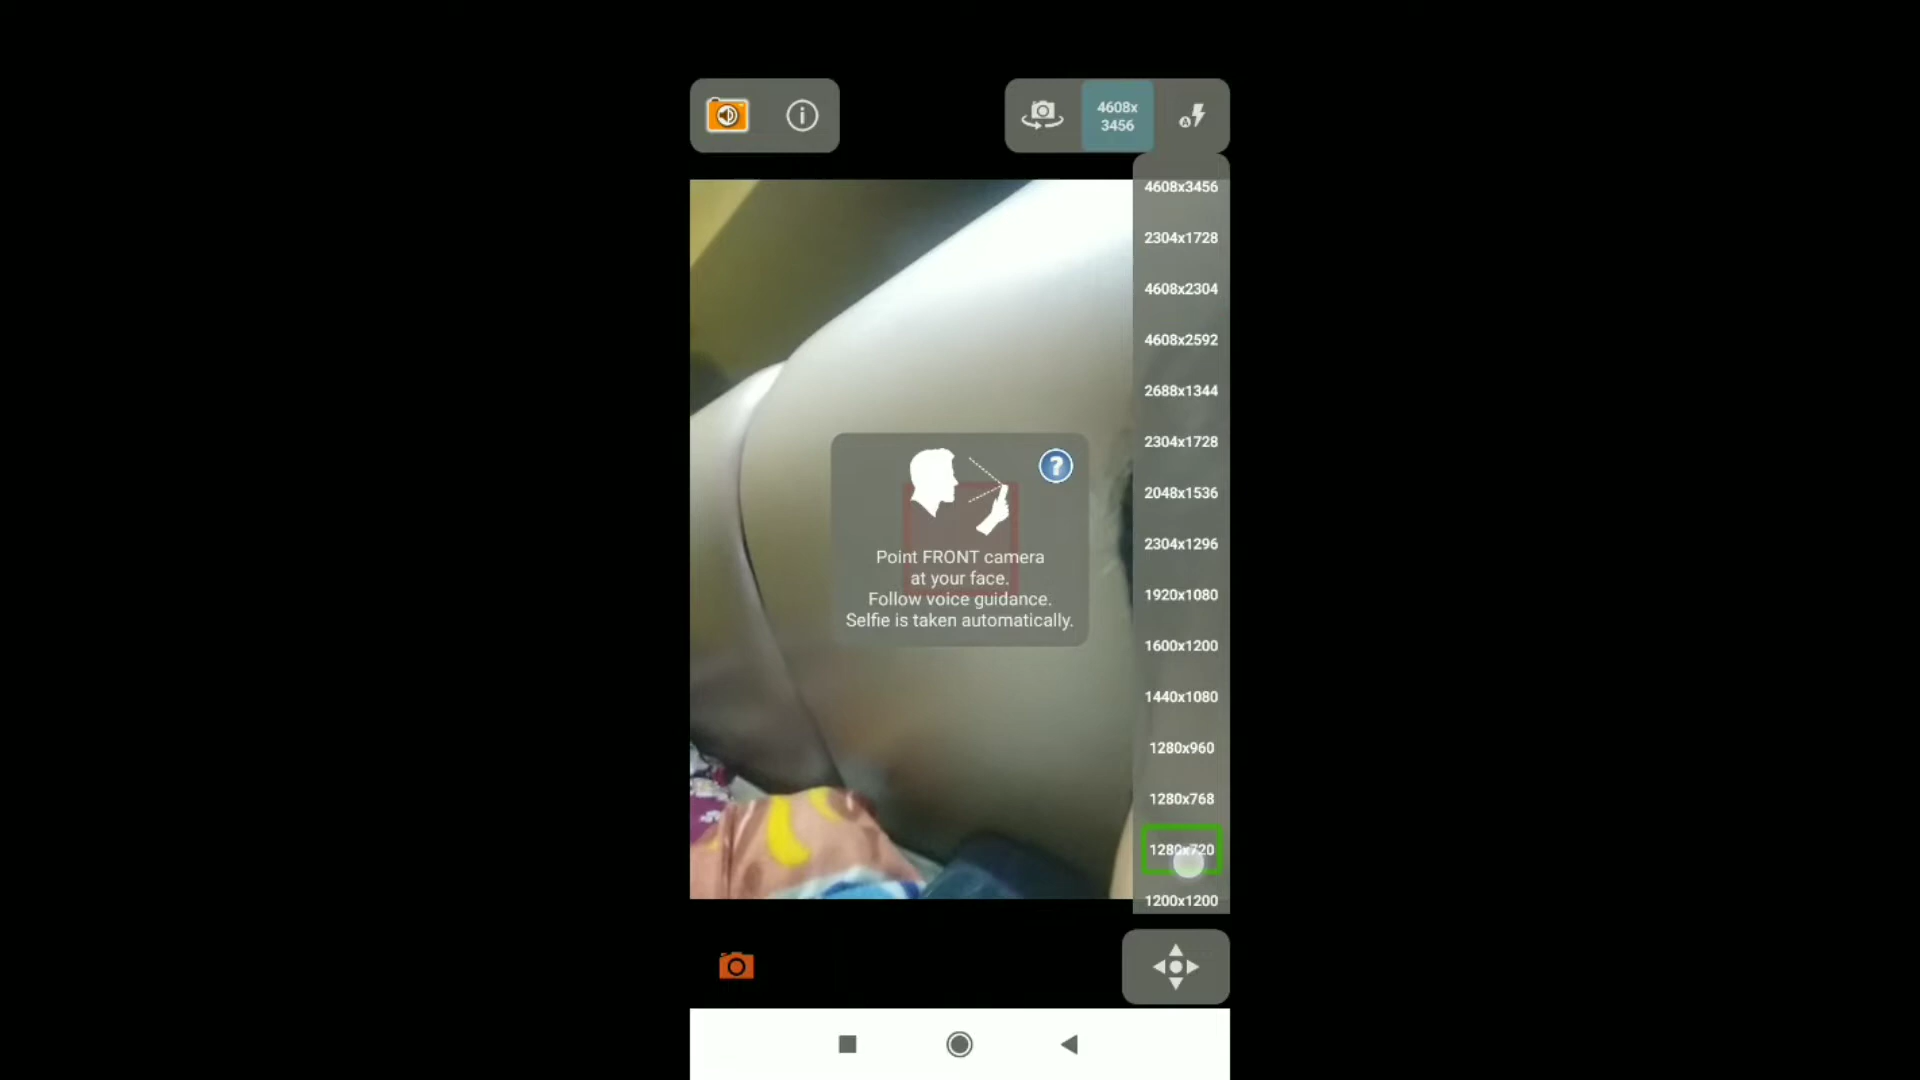 4608x
3456
4608x3456
2304x1728
4608x2304
4608x2592
2688x1344
2304x1728
2048x1536
2304x1296
1920x1080
1600x1200
1440x1080
1280x960
1280x768
1280x720
1200x1200
Point FRONT camera
at your face.
Follow voice guidance.
Selfie is taken automatically.